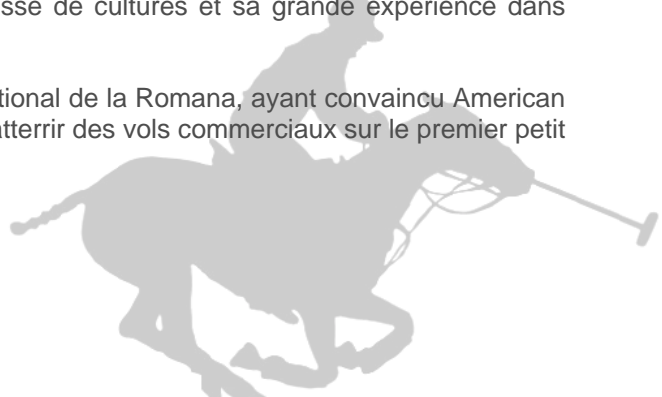 sse de cultures et sa grande expérience dans
tional de la Romana, ayant convaincu American
atterrir des vols commerciaux sur le premier petit